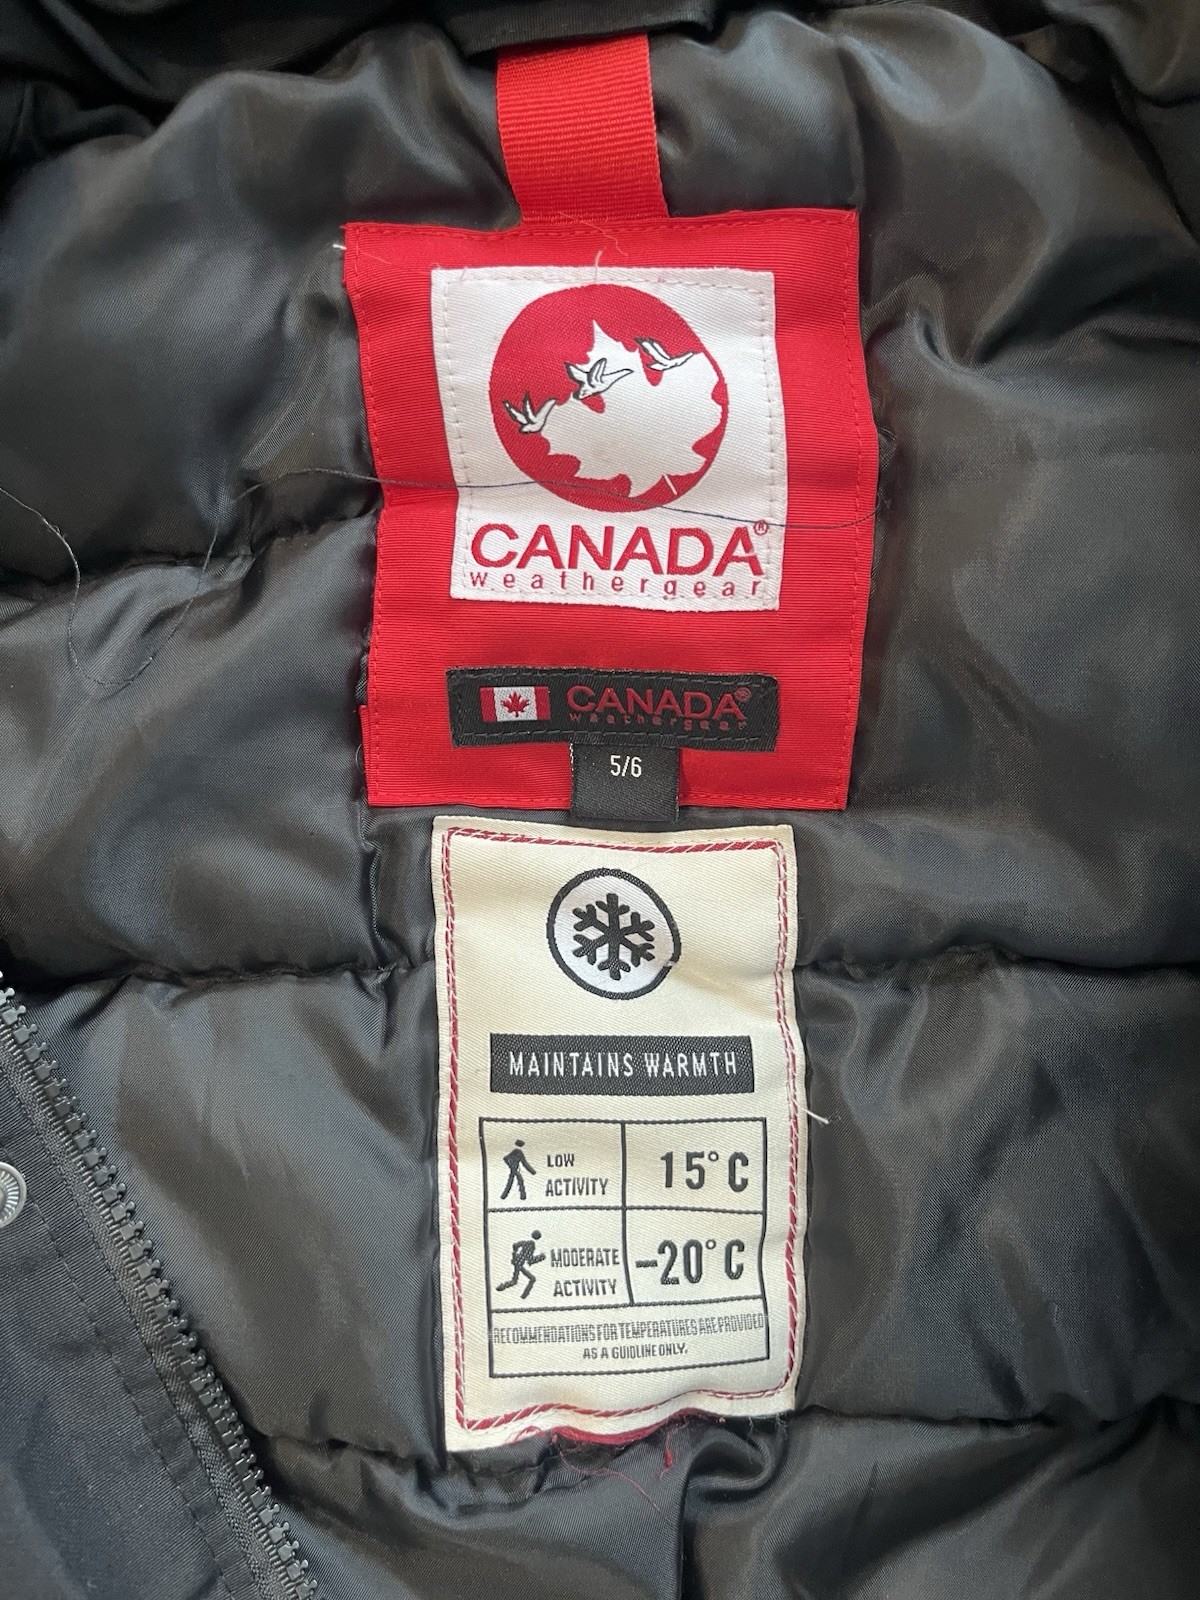 CANADA®
weathergear
CANADA®
weathergear
5/6
MAINTAINS WARMTH
LOW
ACTIVITY
15°C
MODERATE
ACTIVITY
-20°C
RECOMMENDATIONS FOR TEMPERATURES ARE PROVIDED
AS A GUIDLINE ONLY.